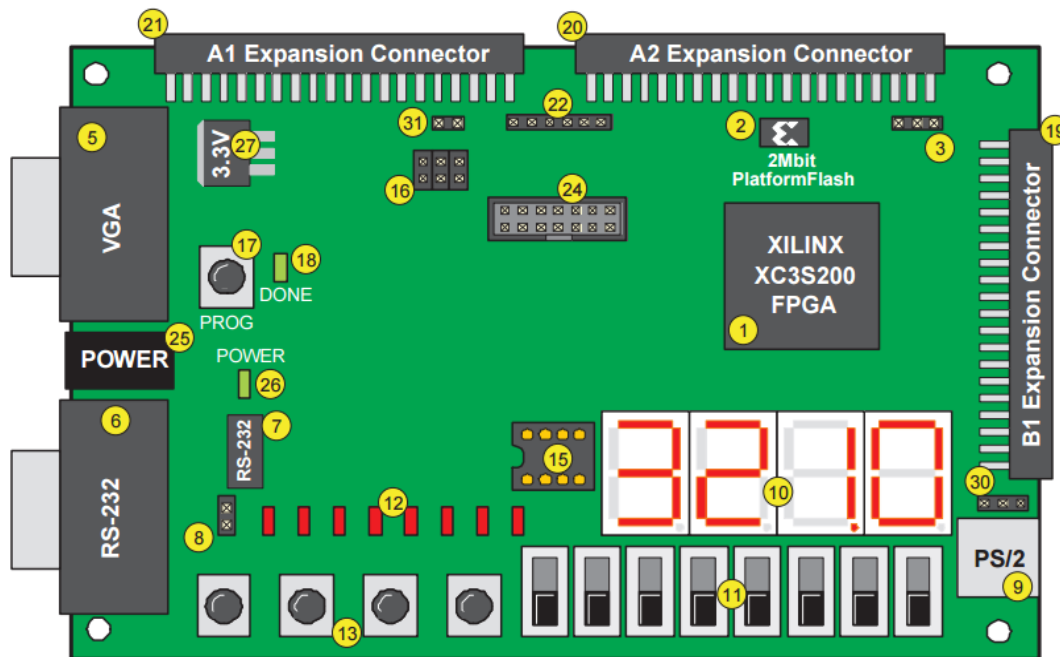 21
A1 Expansion Connector
20
A2 Expansion Connector
5
VGA
27
3.3V
31
22
2
2Mbit
PlatformFlash
3
19
B1 Expansion Connector
16
24
17
PROG
18
DONE
XILINX
XC3S200
FPGA
1
POWER
25
POWER
26
6
RS-232
7
RS-232
15
3210
10
30
8
12
PS/2
9
11
13